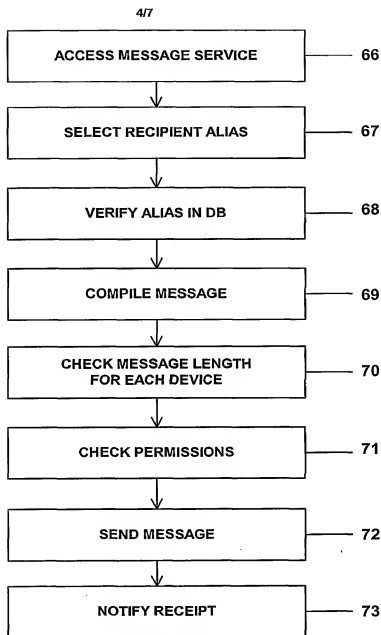 4/7
ACCESS MESSAGE SERVICE 66
SELECT RECIPIENT ALIAS 67
VERIFY ALIAS IN DB 68
COMPILE MESSAGE 69
CHECK MESSAGE LENGTH
FOR EACH DEVICE 70
CHECK PERMISSIONS 71
SEND MESSAGE 72
NOTIFY RECEIPT 73